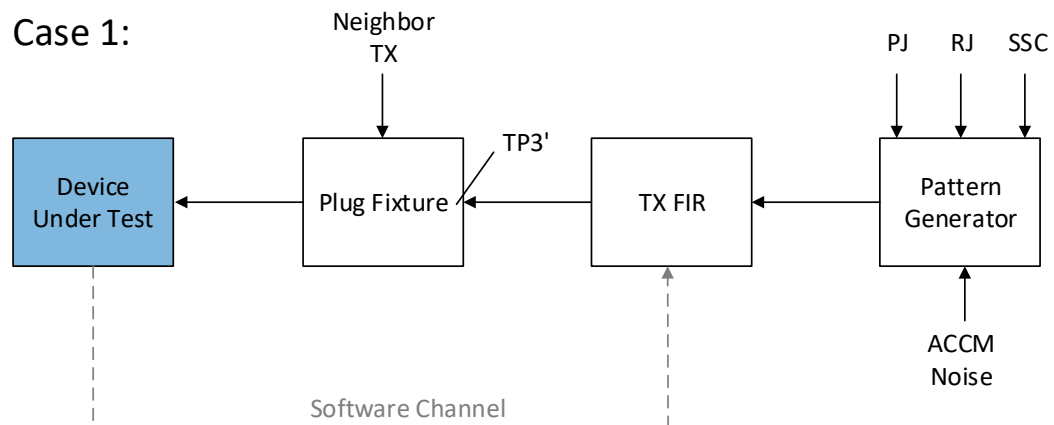 Case 1:
Neighbor
TX
PJ
RJ
SSC
TP3'
Device
Under Test
Plug Fixture
TX FIR
Pattern
Generator
ACCM
Noise
Software Channel